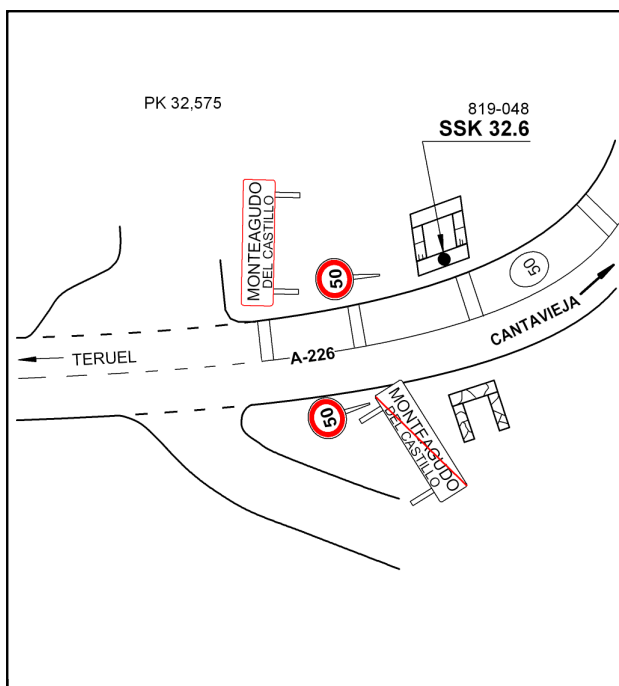 PK 32,575
819-048
SSK 32.6
MONTEAGUDO
DEL CASTILLO
50
50
TERUEL
A-226
CANTAVIEJA
50
MONTEAGUDO
DEL CASTILLO